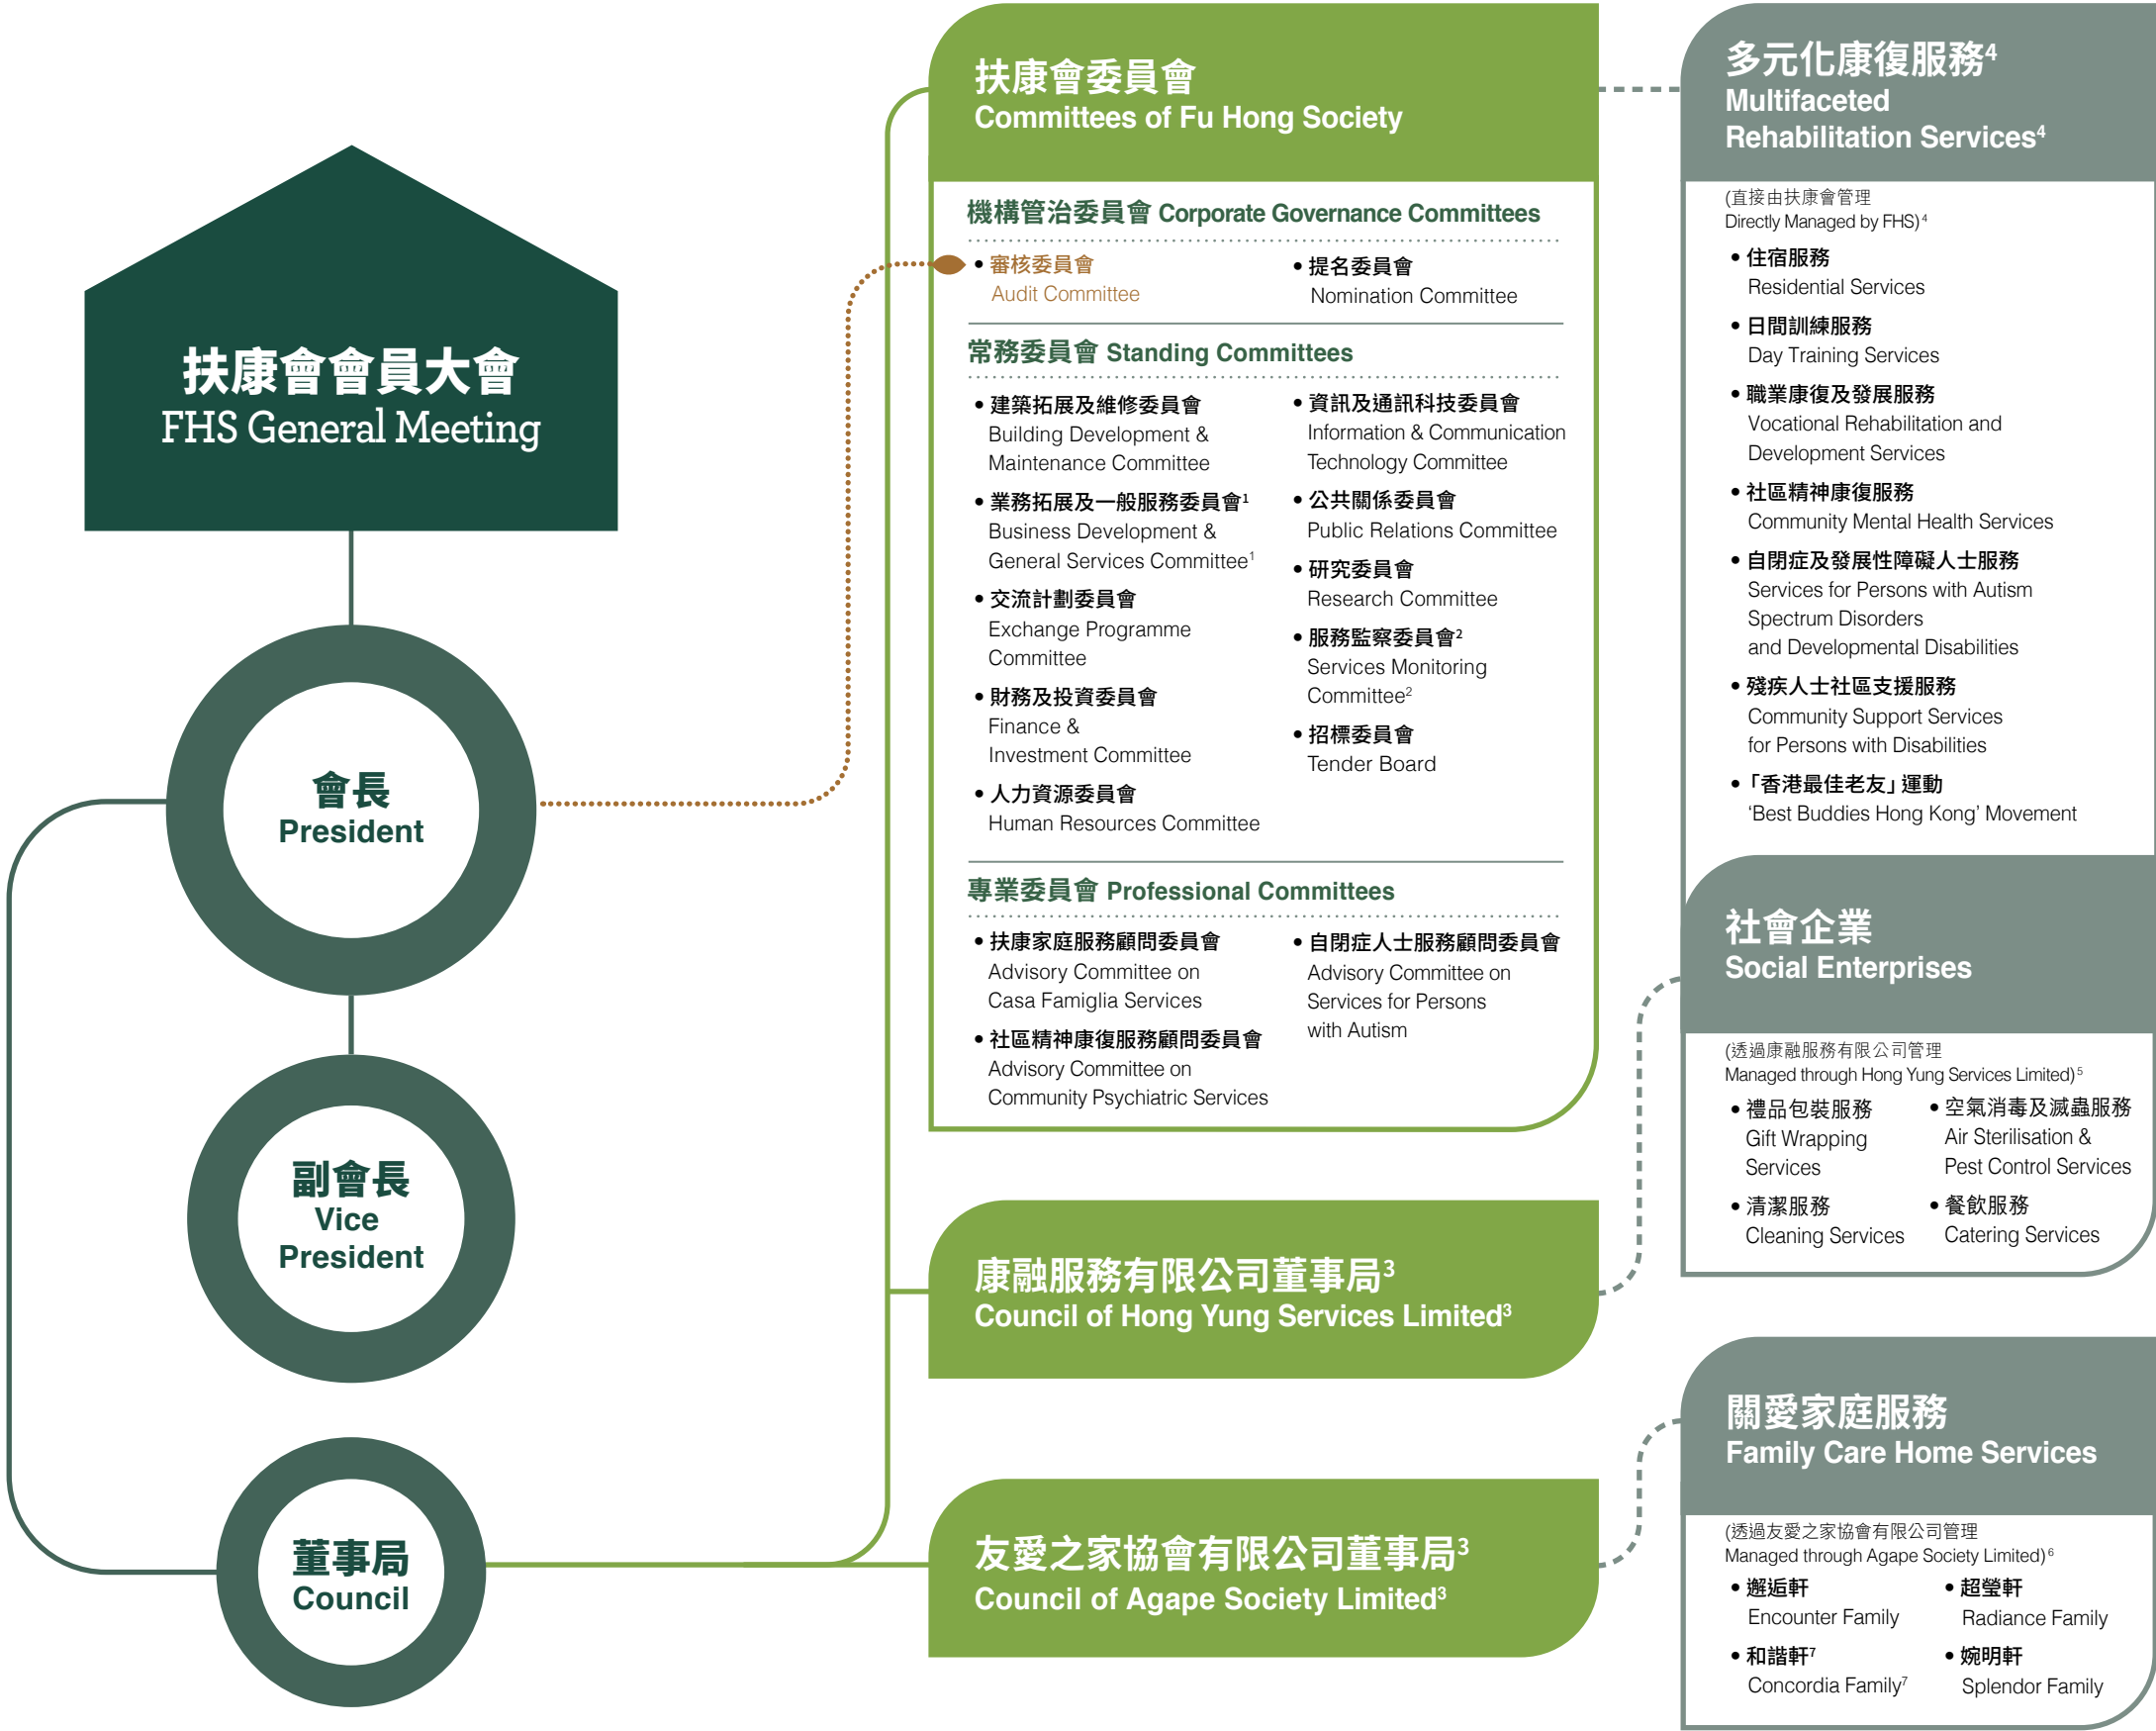 扶康會會員大會
FHS General Meeting
會長
President
副會長
Vice
President
董事局
Council
扶康會委員會
Committees of Fu Hong Society
機構管治委員會 Corporate Governance Committees
• 審核委員會
Audit Committee
• 提名委員會
Nomination Committee
常務委員會 Standing Committees
• 建築拓展及維修委員會
Building Development &
Maintenance Committee
• 業務拓展及一般服務委員會1
Business Development &
General Services Committee1
• 交流計劃委員會
Exchange Programme
Committee
• 財務及投資委員會
Finance &
Investment Committee
• 人力資源委員會
Human Resources Committee
• 資訊及通訊科技委員會
Information & Communication
Technology Committee
• 公共關係委員會
Public Relations Committee
• 研究委員會
Research Committee
• 服務監察委員會2
Services Monitoring
Committee2
• 招標委員會
Tender Board
專業委員會 Professional Committees
• 扶康家庭服務顧問委員會
Advisory Committee on
Casa Famiglia Services
• 社區精神康復服務顧問委員會
Advisory Committee on
Community Psychiatric Services
• 自閉症人士服務顧問委員會
Advisory Committee on
Services for Persons
with Autism
康融服務有限公司董事局3
Council of Hong Yung Services Limited3
友愛之家協會有限公司董事局3
Council of Agape Society Limited3
多元化康復服務4
Multifaceted
Rehabilitation Services4
(直接由扶康會管理
Directly Managed by FHS)4
• 住宿服務
Residential Services
• 日間訓練服務
Day Training Services
• 職業康復及發展服務
Vocational Rehabilitation and
Development Services
• 社區精神康復服務
Community Mental Health Services
• 自閉症及發展性障礙人士服務
Services for Persons with Autism
Spectrum Disorders
and Developmental Disabilities
• 殘疾人士社區支援服務
Community Support Services
for Persons with Disabilities
• 「香港最佳老友」運動
‘Best Buddies Hong Kong’ Movement
社會企業
Social Enterprises
(透過康融服務有限公司管理
Managed through Hong Yung Services Limited)5
• 禮品包裝服務
Gift Wrapping
Services
• 空氣消毒及滅蟲服務
Air Sterilisation &
Pest Control Services
• 清潔服務
Cleaning Services
• 餐飲服務
Catering Services
關愛家庭服務
Family Care Home Services
(透過友愛之家協會有限公司管理
Managed through Agape Society Limited)6
• 邂逅軒
Encounter Family
• 超瑩軒
Radiance Family
• 和諧軒7
Concordia Family7
• 婉明軒
Splendor Family